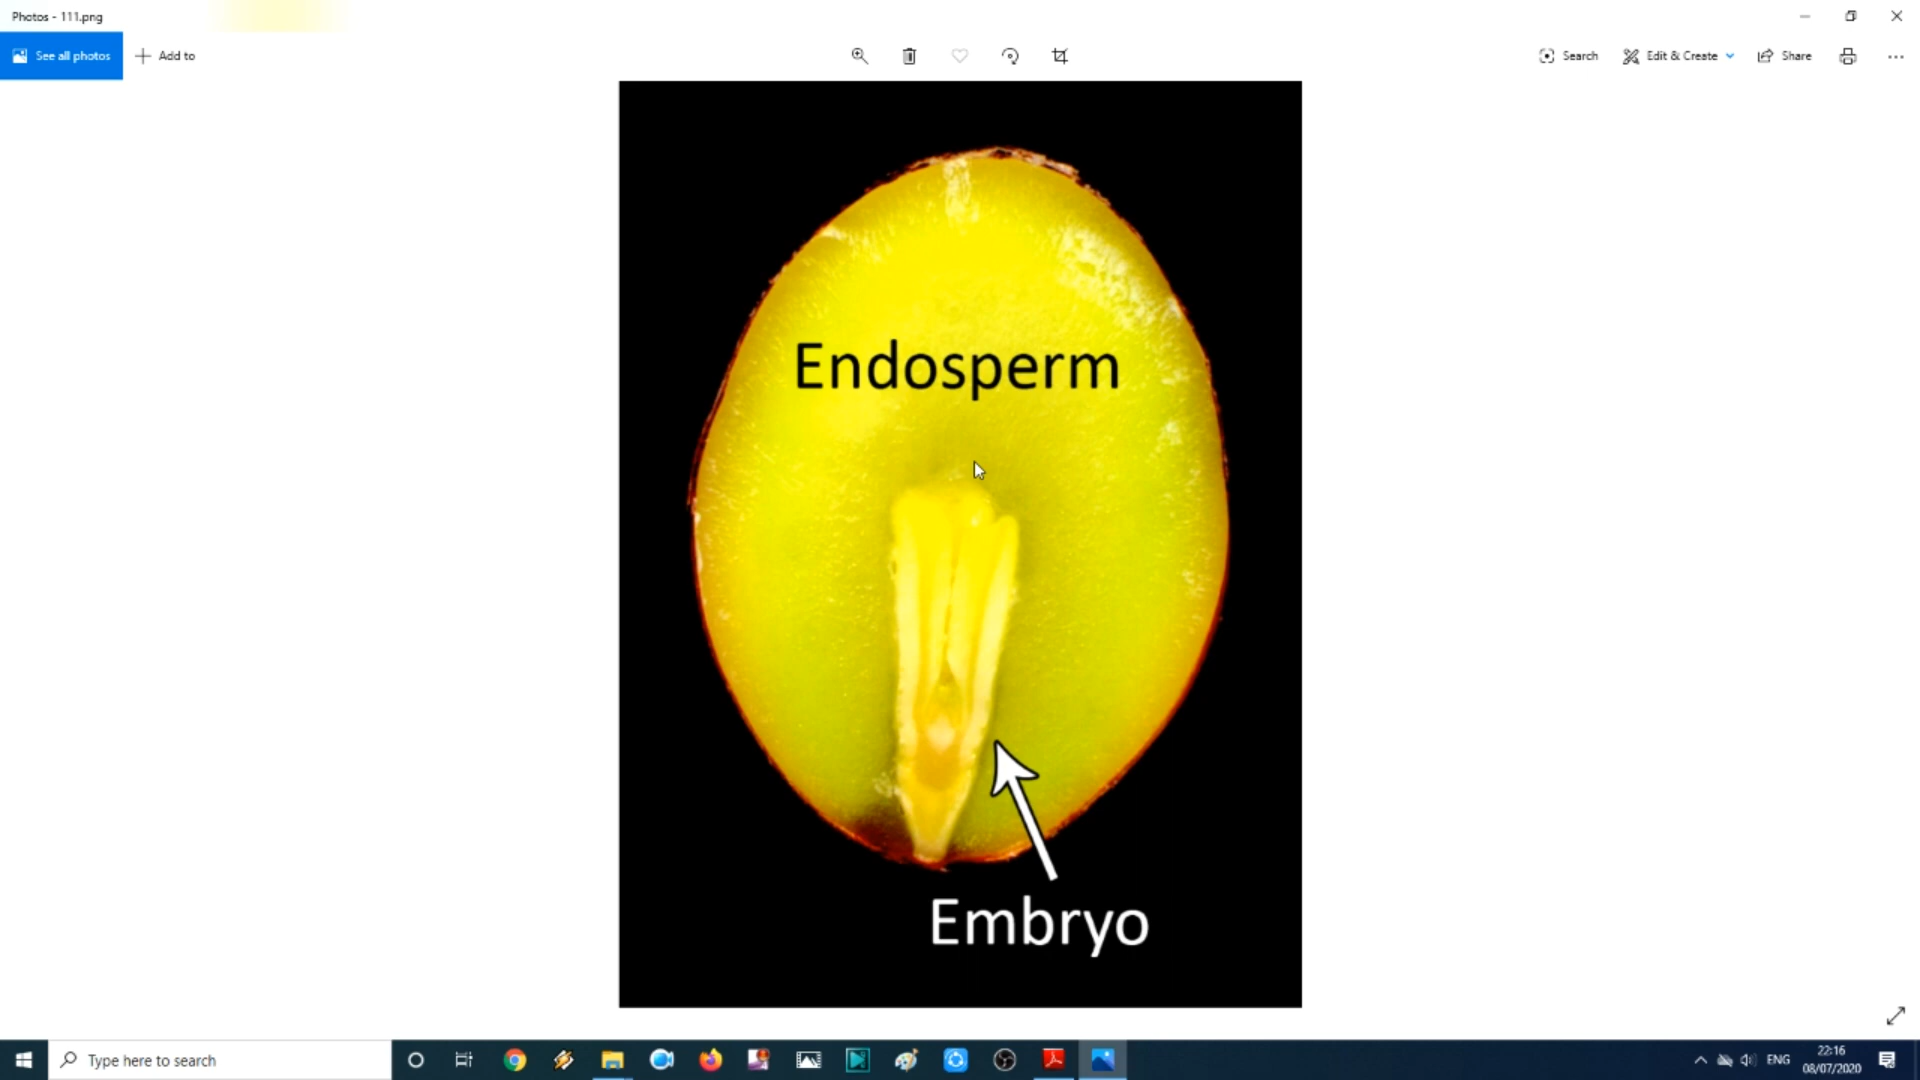 Photos - 111.png
See all photos
Add to
Search
Edit & Create
Share
Endosperm
Embryo
Type here to search
ENG
22:16
08/07/2020